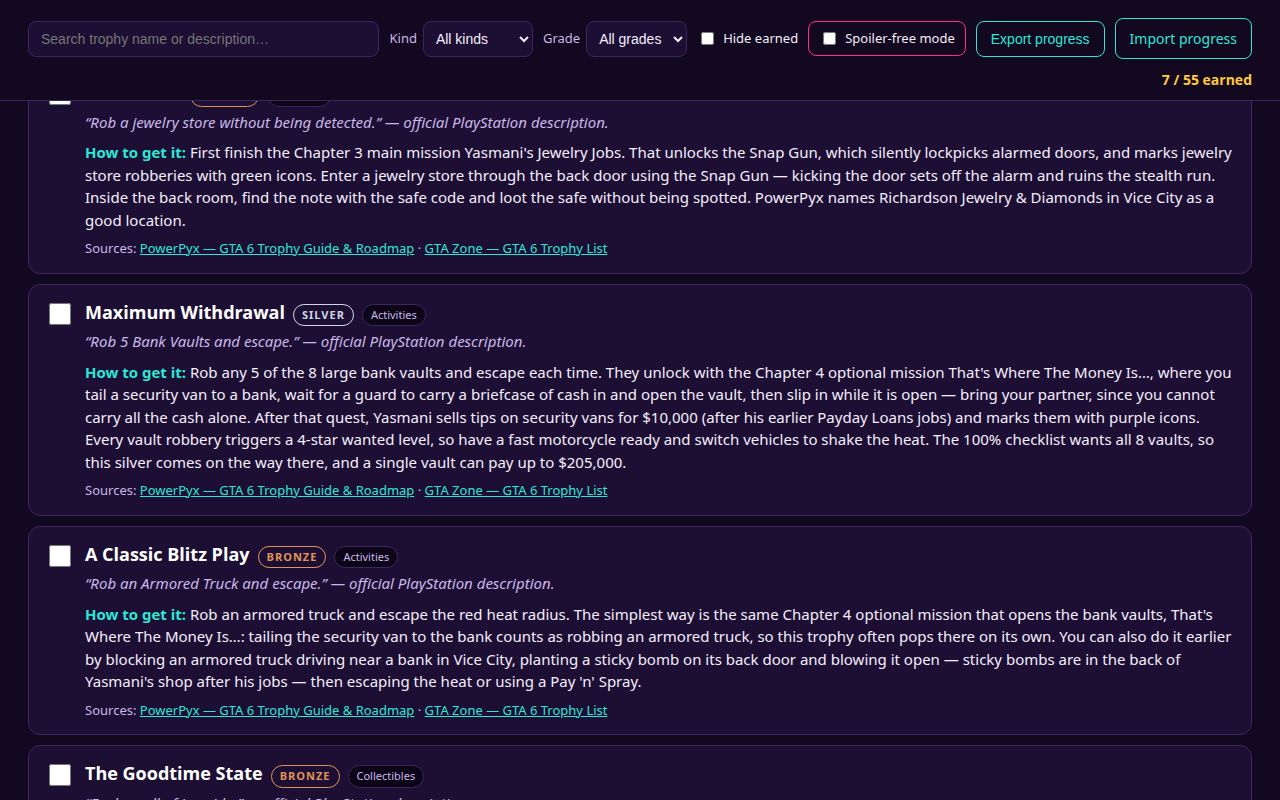 Search trophy name or description…
Kind
All kinds
Grade
All grades
Hide earned
Spoiler-free mode
Export progress
Import progress
7 / 55 earned
“Rob a jewelry store without being detected.” — official PlayStation description.
How to get it: First finish the Chapter 3 main mission Yasmani's Jewelry Jobs. That unlocks the Snap Gun, which silently lockpicks alarmed doors, and marks jewelry
store robberies with green icons. Enter a jewelry store through the back door using the Snap Gun — kicking the door sets off the alarm and ruins the stealth run.
Inside the back room, find the note with the safe code and loot the safe without being spotted. PowerPyx names Richardson Jewelry & Diamonds in Vice City as a
good location.
Sources: PowerPyx — GTA 6 Trophy Guide & Roadmap · GTA Zone — GTA 6 Trophy List
Maximum Withdrawal SILVER Activities
“Rob 5 Bank Vaults and escape.” — official PlayStation description.
How to get it: Rob any 5 of the 8 large bank vaults and escape each time. They unlock with the Chapter 4 optional mission That's Where The Money Is..., where you
tail a security van to a bank, wait for a guard to carry a briefcase of cash in and open the vault, then slip in while it is open — bring your partner, since you cannot
carry all the cash alone. After that quest, Yasmani sells tips on security vans for $10,000 (after his earlier Payday Loans jobs) and marks them with purple icons.
Every vault robbery triggers a 4-star wanted level, so have a fast motorcycle ready and switch vehicles to shake the heat. The 100% checklist wants all 8 vaults, so
this silver comes on the way there, and a single vault can pay up to $205,000.
Sources: PowerPyx — GTA 6 Trophy Guide & Roadmap · GTA Zone — GTA 6 Trophy List
A Classic Blitz Play BRONZE Activities
“Rob an Armored Truck and escape.” — official PlayStation description.
How to get it: Rob an armored truck and escape the red heat radius. The simplest way is the same Chapter 4 optional mission that opens the bank vaults, That's
Where The Money Is...: tailing the security van to the bank counts as robbing an armored truck, so this trophy often pops there on its own. You can also do it earlier
by blocking an armored truck driving near a bank in Vice City, planting a sticky bomb on its back door and blowing it open — sticky bombs are in the back of
Yasmani's shop after his jobs — then escaping the heat or using a Pay 'n' Spray.
Sources: PowerPyx — GTA 6 Trophy Guide & Roadmap · GTA Zone — GTA 6 Trophy List
The Goodtime State BRONZE Collectibles